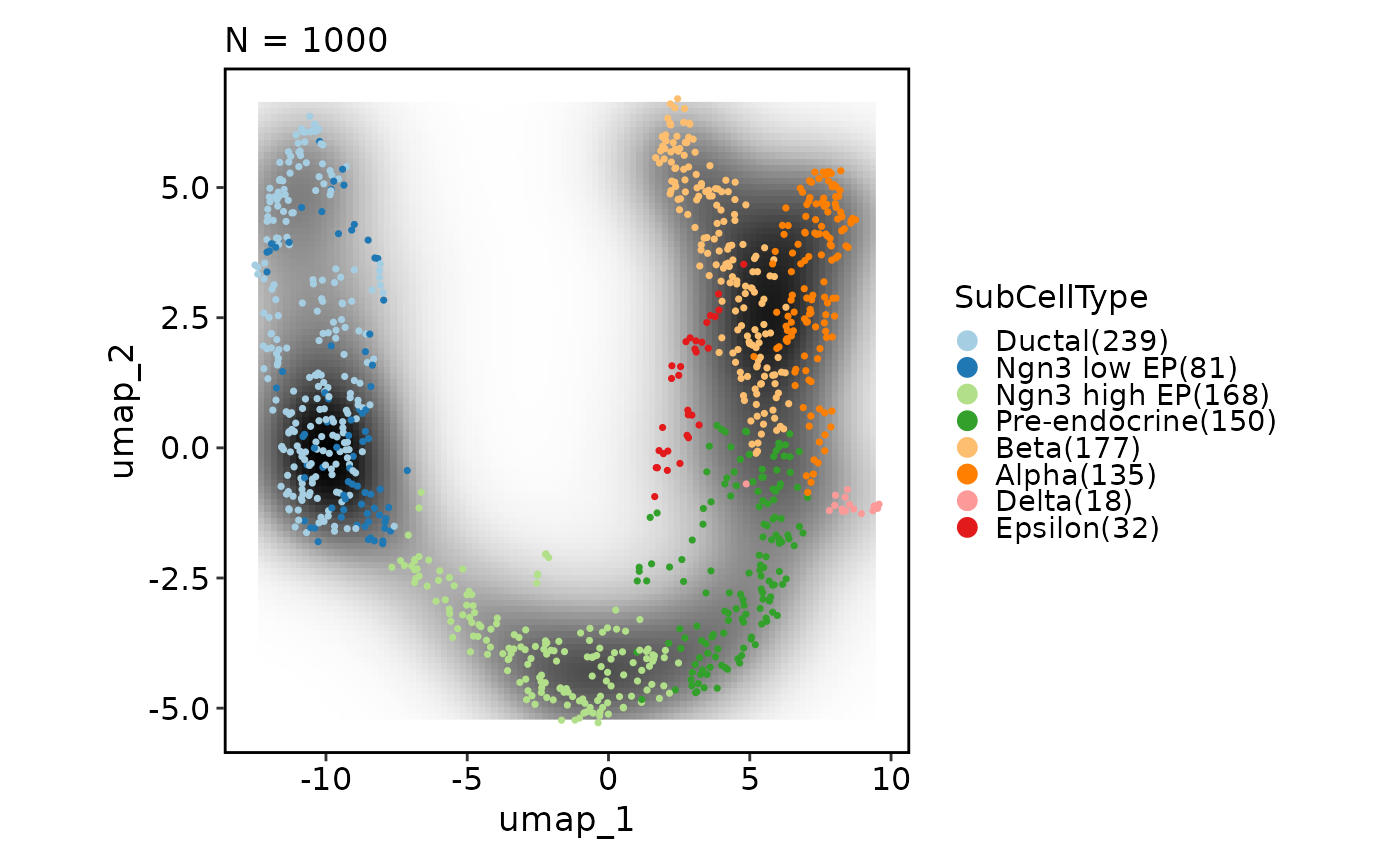 N = 1000
umap_2
5.0
2.5
0.0
-2.5
-5.0
-10
-5
0
5
10
umap_1
SubCellType
Ductal(239)
Ngn3 low EP(81)
Ngn3 high EP(168)
Pre-endocrine(150)
Beta(177)
Alpha(135)
Delta(18)
Epsilon(32)